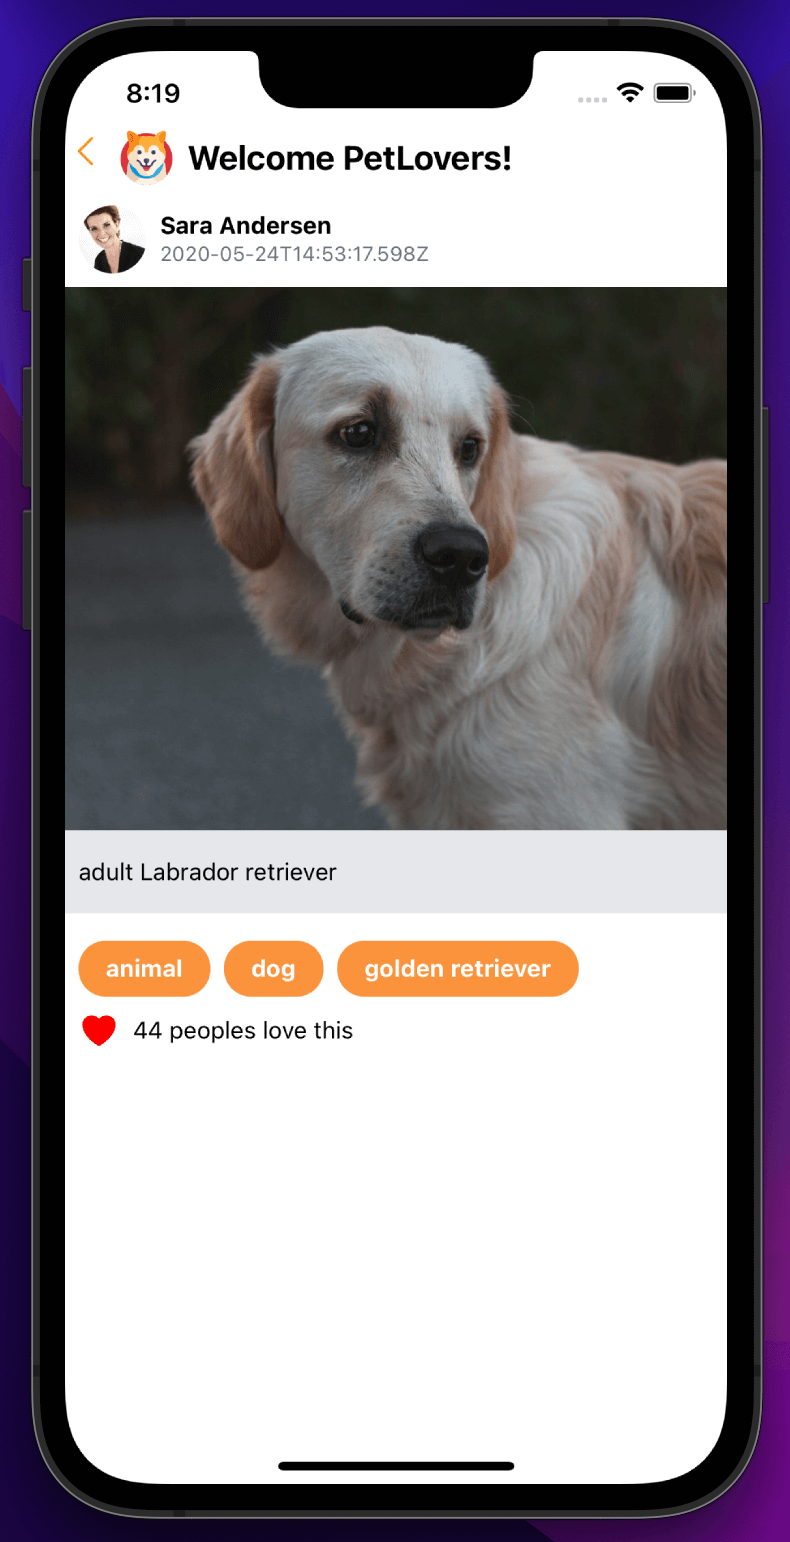 8:19
Welcome PetLovers!
Sara Andersen
2020-05-24T14:53:17.598Z
adult Labrador retriever
animal dog golden retriever
44 peoples love this